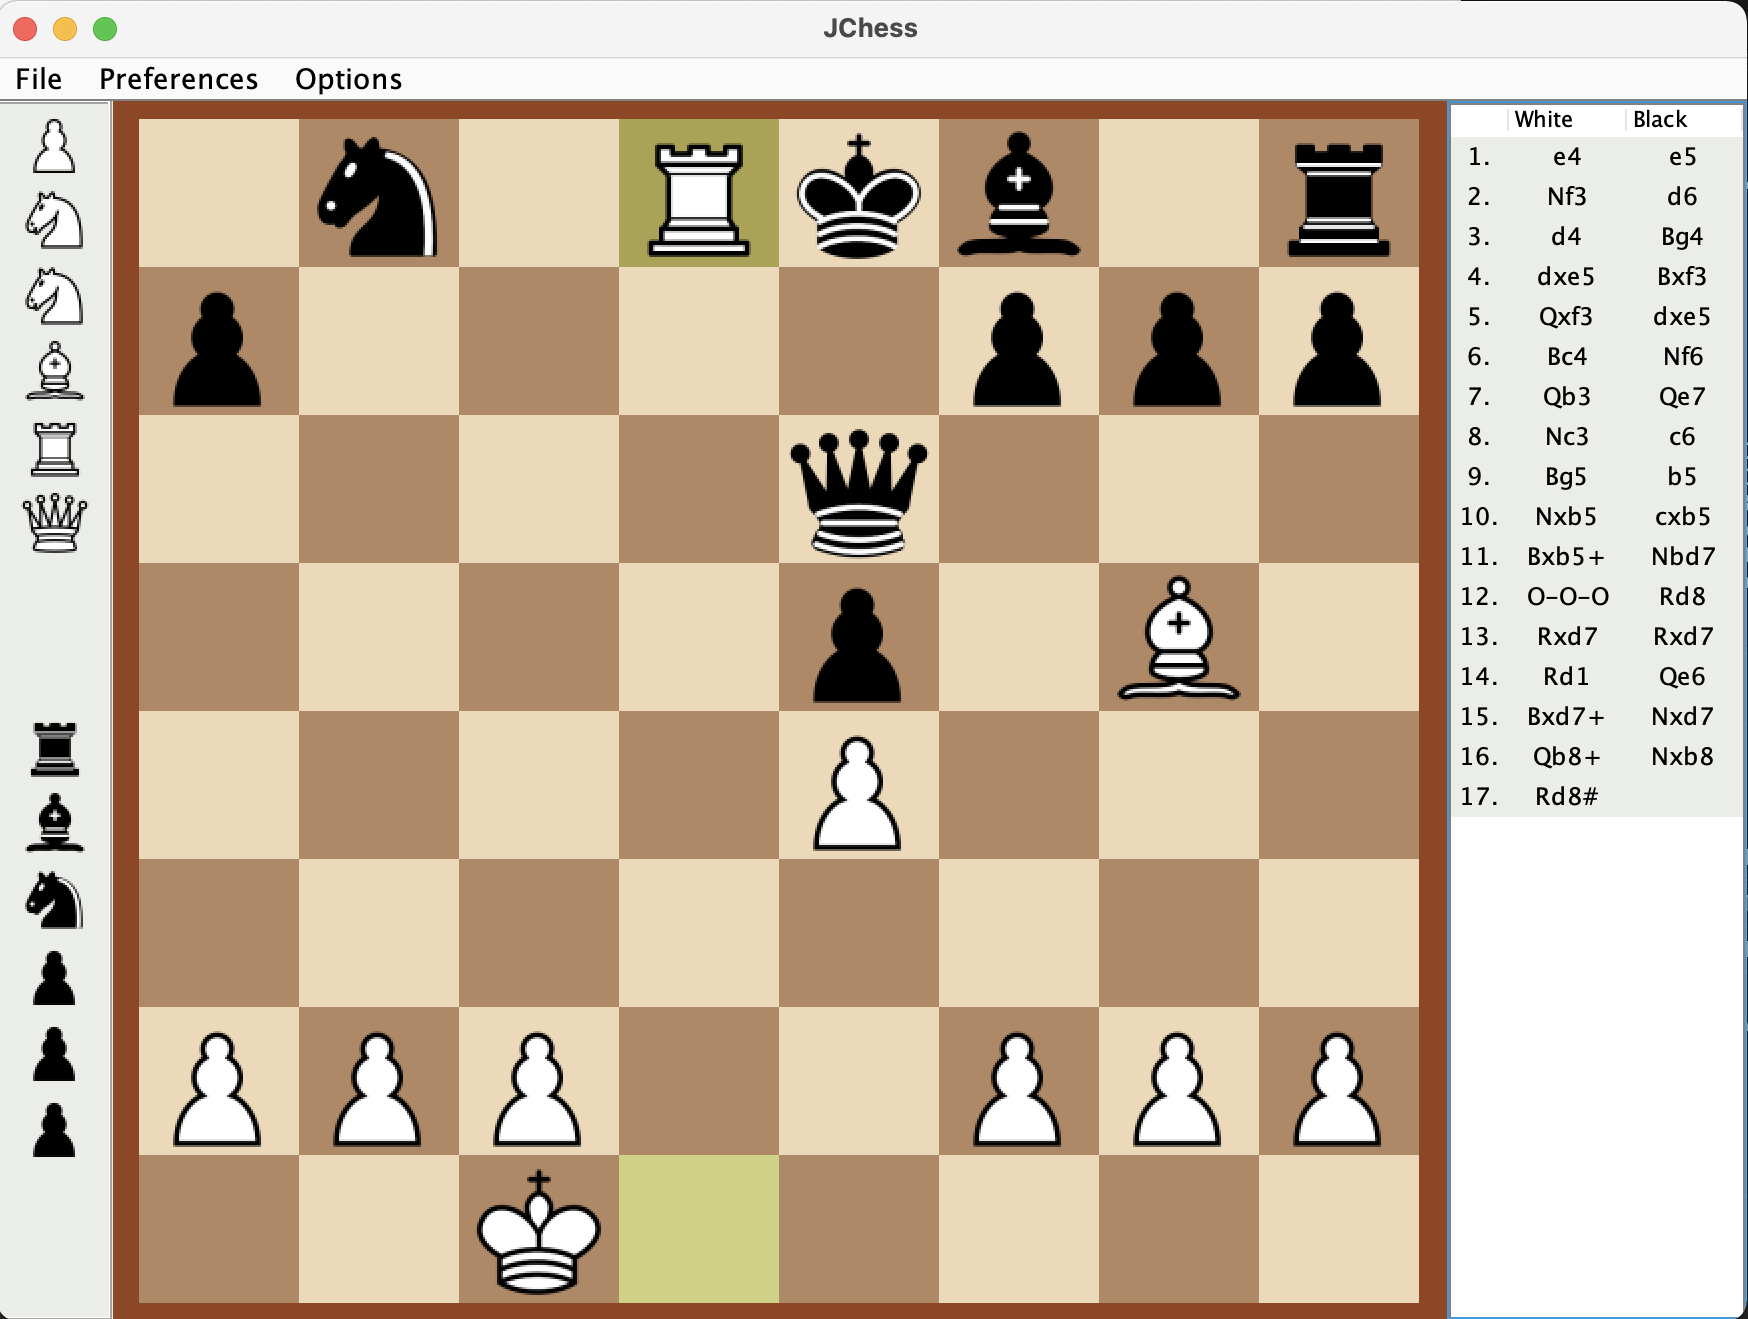 JChess
File Preferences Options
White Black
1. e4 e5
2. Nf3 d6
3. d4 Bg4
4. dxe5 Bxf3
5. Qxf3 dxe5
6. Bc4 Nf6
7. Qb3 Qe7
8. Nc3 c6
9. Bg5 b5
10. Nxb5 cxb5
11. Bxb5+ Nbd7
12. O-O-O Rd8
13. Rxd7 Rxd7
14. Rd1 Qe6
15. Bxd7+ Nxd7
16. Qb8+ Nxb8
17. Rd8#